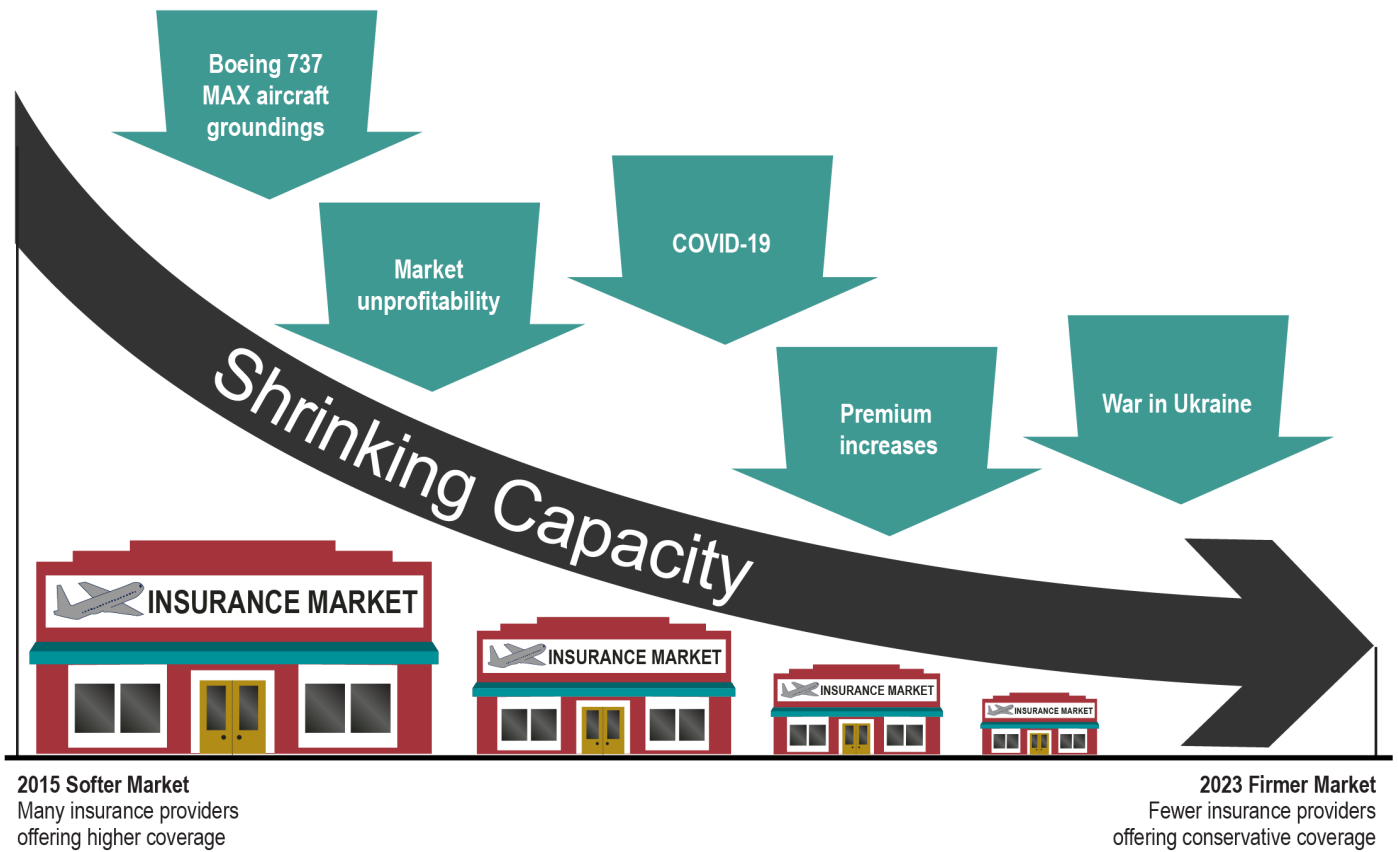 Boeing 737
MAX aircraft
groundings
Market
unprofitability
COVID-19
Premium
increases
War in Ukraine
Shrinking Capacity
INSURANCE MARKET
INSURANCE MARKET
INSURANCE MARKET
INSURANCE MARKET
2015 Softer Market
Many insurance providers
offering higher coverage
2023 Firmer Market
Fewer insurance providers
offering conservative coverage